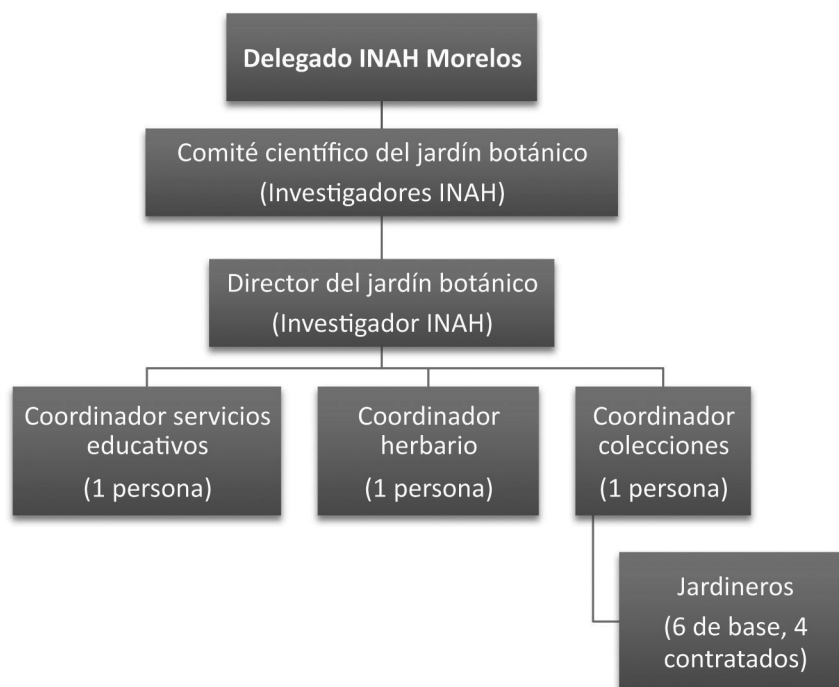 Delegado INAH Morelos
Comité científico del jardín botánico
(Investigadores INAH)
Director del jardín botánico
(Investigador INAH)
Coordinador servicios
educativos
(1 persona)
Coordinador
herbario
(1 persona)
Coordinador
colecciones
(1 persona)
Jardineros
(6 de base, 4
contratados)